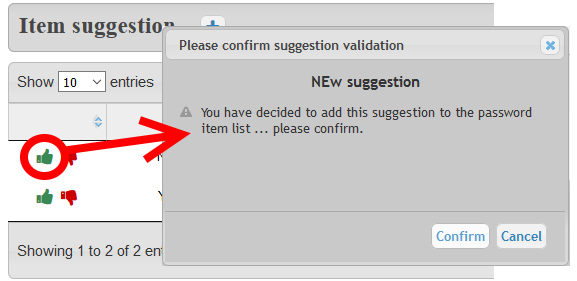 Item suggestion +
Please confirm suggestion validation
Show 10 entries
NEw suggestion
You have decided to add this suggestion to the password
item list ... please confirm.
Confirm Cancel
Showing 1 to 2 of 2